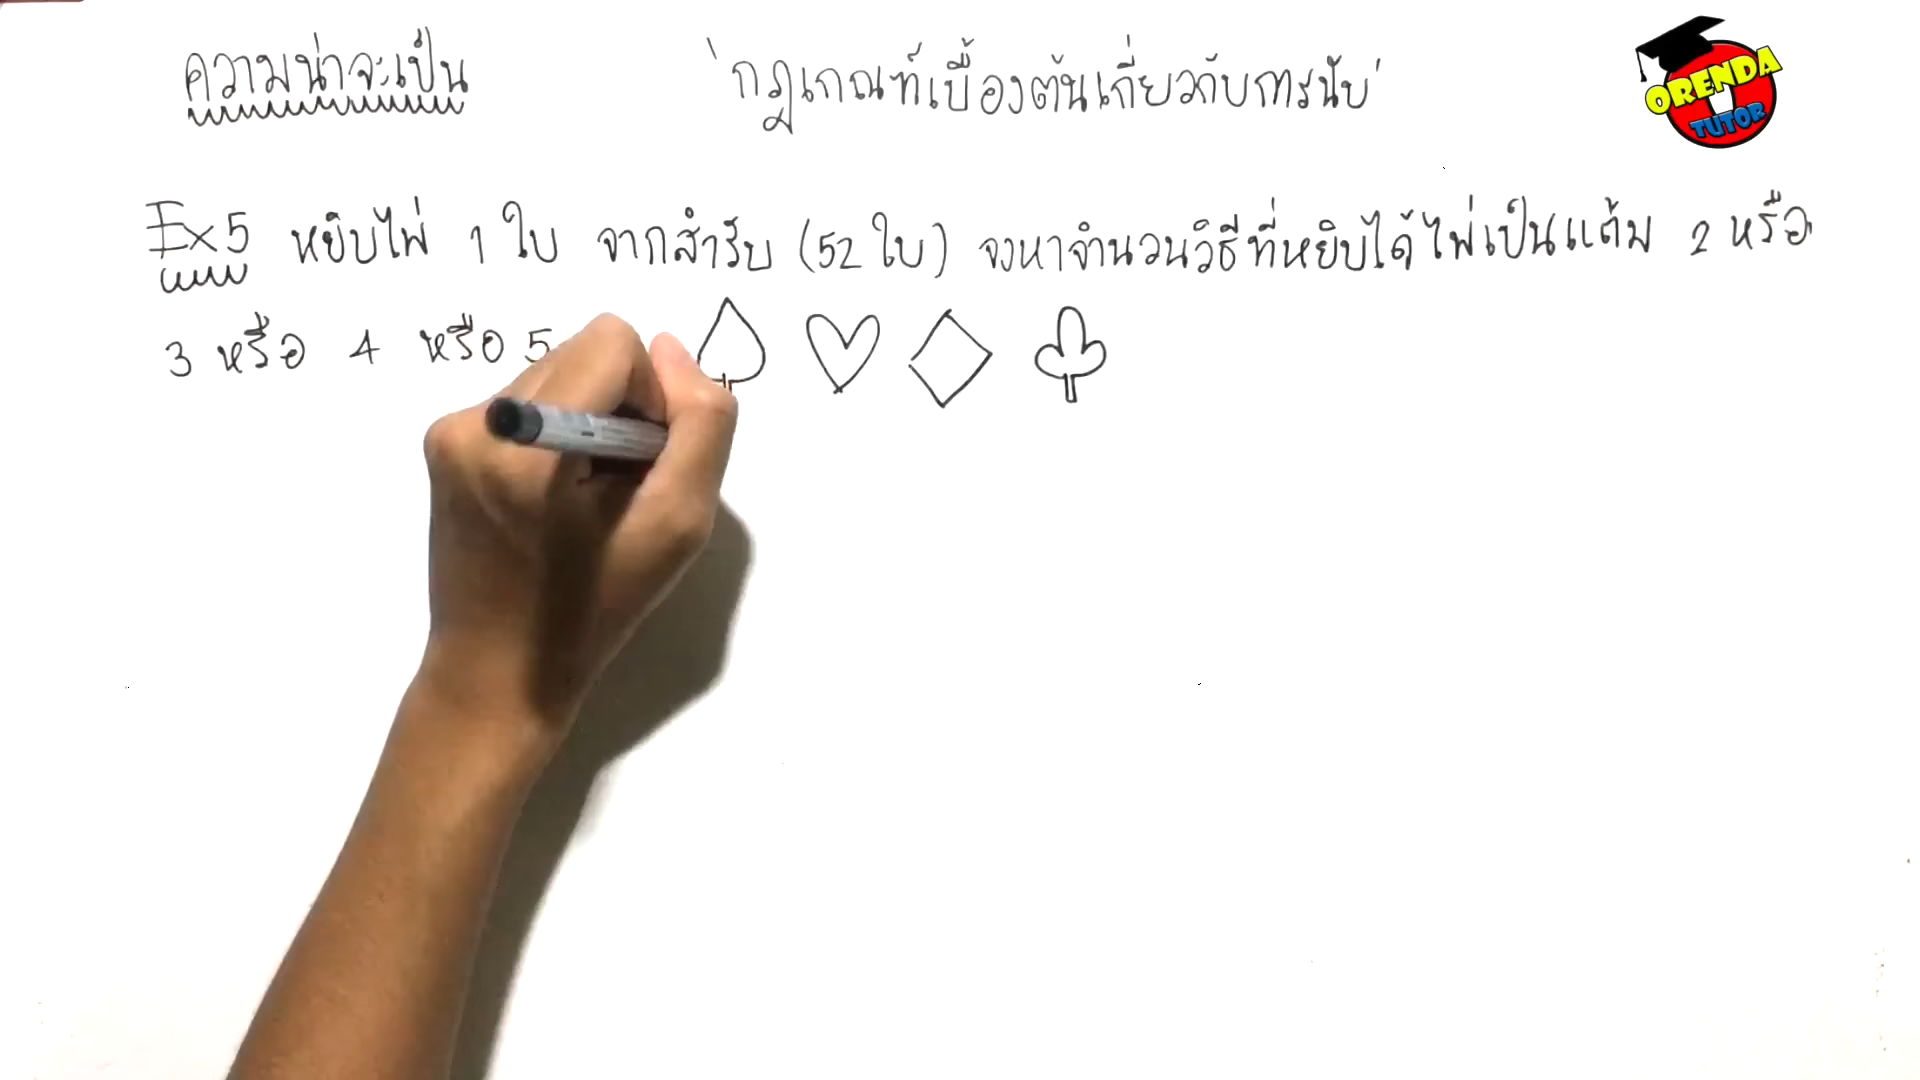 ความน่าจะเป็น
'กฎเกณฑ์เบื้องต้นเกี่ยวกับการนับ'
ORENDA
TUTOR
Ex5 หยิบไพ่ 1 ใบ จากสำรับ (52 ใบ) จงหาจำนวนวิธีที่หยิบได้ไพ่เป็นแต้ม 2 หรือ
3 หรือ 4 หรือ 5